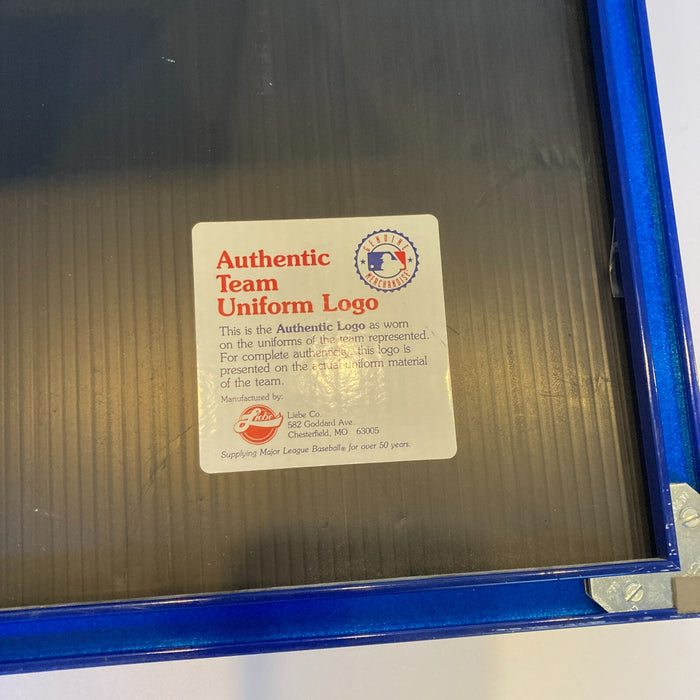 Authentic
Team
Uniform Logo
GENUINE
MERCHANDISE
This is the Authentic Logo as worn
on the uniforms of the team represented.
For complete authenticity, this logo is
presented on the actual uniform material
of the team.
Manufactured by:
Liebe
Liebe Co.
582 Goddard Ave.
Chesterfield, MO 63005
Supplying Major League Baseball® for over 50 years.